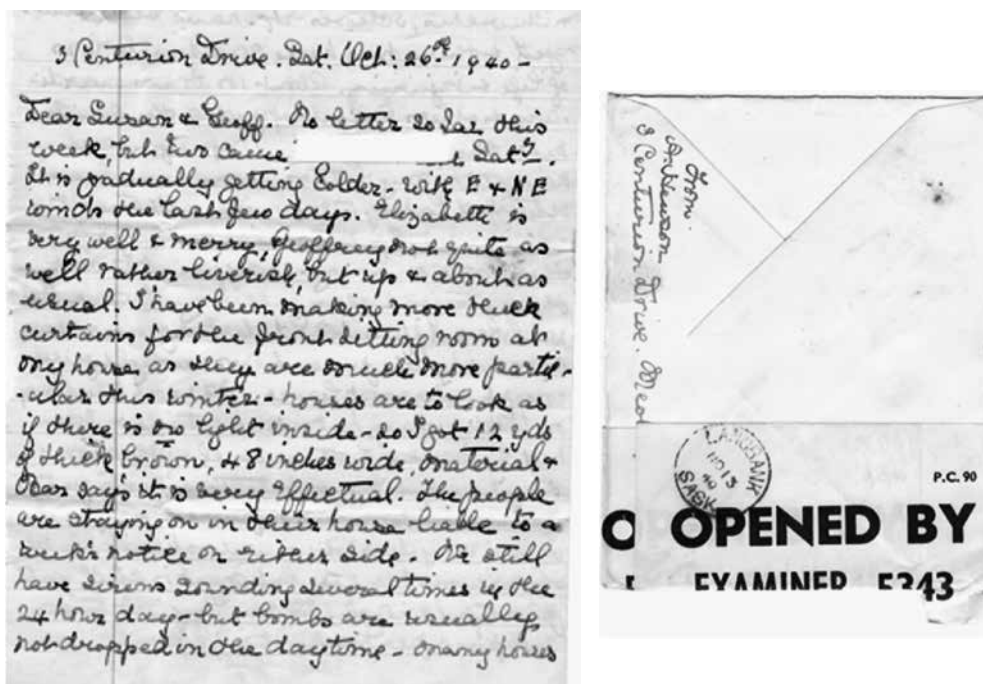 3 Centurion Drive. Sat. Oct: 26th 1940 -
Dear Susan & Geoff. No letter so far this
week, but two came Saty.
It is gradually getting colder - with E & NE
winds the last few days. Elizabeth is
very well & merry, Geoffrey not quite as
well rather liverish, but up & about as
usual. I have been making more thick
curtains for the front sitting room at
my house as they are much more partic-
-ular this winter - houses are to look as
if there is no light inside - so I got 12 yds
of thick brown, 48 inches wide, material &
says it is very effectual. The people
are staying on in their house liable to a
week's notice on either side. We still
have sirens sounding several times in the
24 hour day - but bombs are usually
not dropped in the daytime - many houses
From
3 Centurion Drive. Meo
LANGBANK
NO 13
40
SASK
P.C. 90
OPENED BY
EXAMINER 5343